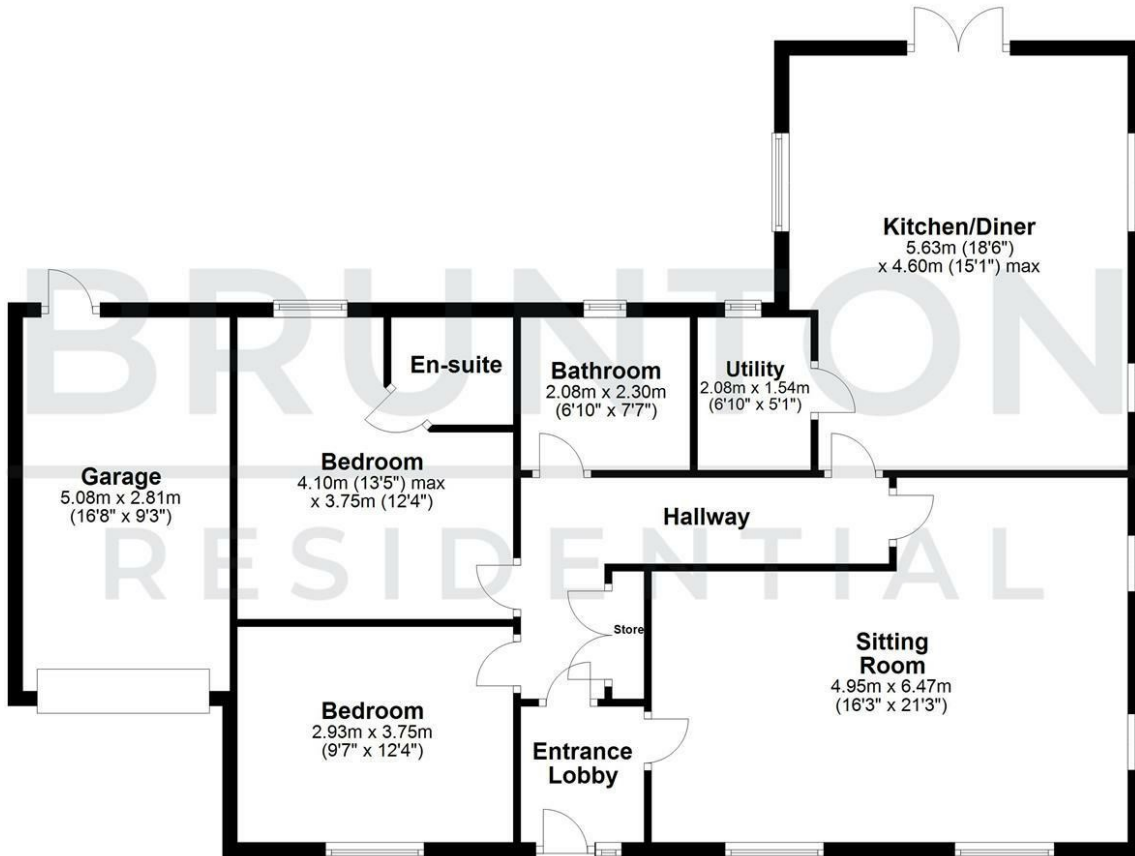 BRUNTON
RESIDENTIAL
Kitchen/Diner
5.63m (18'6")
x 4.60m (15'1") max
En-suite
Bathroom
2.08m x 2.30m
(6'10" x 7'7")
Utility
2.08m x 1.54m
(6'10" x 5'1")
Garage
5.08m x 2.81m
(16'8" x 9'3")
Bedroom
4.10m (13'5") max
x 3.75m (12'4")
Hallway
Store
Sitting
Room
4.95m x 6.47m
(16'3" x 21'3")
Bedroom
2.93m x 3.75m
(9'7" x 12'4")
Entrance
Lobby